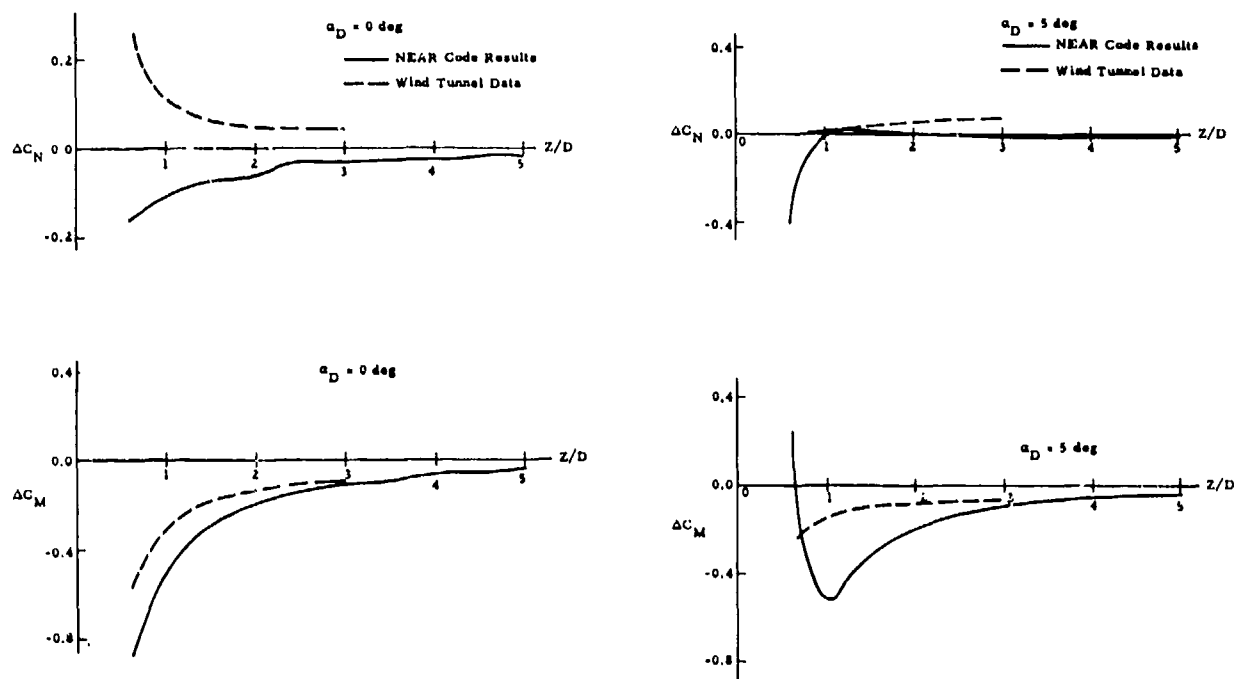 α_D = 0 deg
NEAR Code Results
Wind Tunnel Data
0.2
ΔC_N 0.0
1 2 3 4 5 Z/D
-0.2
α_D = 5 deg
NEAR Code Results
Wind Tunnel Data
0.4
ΔC_N 0.0
0 1 2 3 4 5 Z/D
-0.4
α_D = 0 deg
0.4
0.0
1 2 3 4 5 Z/D
ΔC_M
-0.4
-0.8
α_D = 5 deg
0.4
0.0
0 1 2 3 4 5 Z/D
ΔC_M
-0.4
-0.8